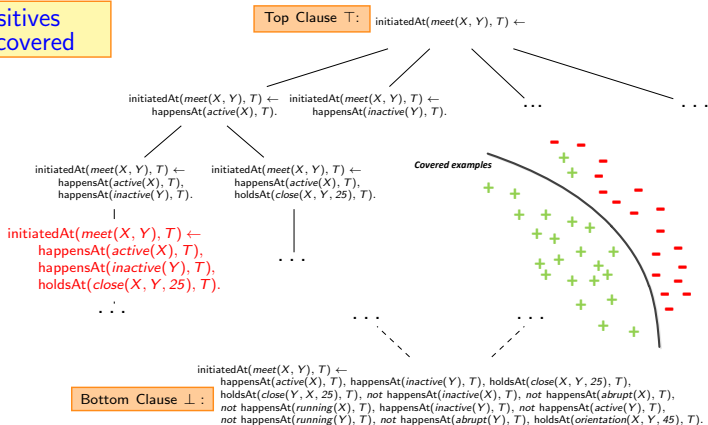 sitives
covered
Top Clause ⊤:
initiatedAt(meet(X, Y), T) ←
initiatedAt(meet(X, Y), T) ←
happensAt(active(X), T).
initiatedAt(meet(X, Y), T) ←
happensAt(inactive(Y), T).
...
...
initiatedAt(meet(X, Y), T) ←
happensAt(active(X), T),
happensAt(inactive(Y), T).
initiatedAt(meet(X, Y), T) ←
happensAt(active(X), T),
holdsAt(close(X, Y, 25), T).
Covered examples
initiatedAt(meet(X, Y), T) ←
happensAt(active(X), T),
happensAt(inactive(Y), T),
holdsAt(close(X, Y, 25), T).
...
...
...
...
Bottom Clause ⊥ :
initiatedAt(meet(X, Y), T) ←
happensAt(active(X), T), happensAt(inactive(Y), T), holdsAt(close(X, Y, 25), T),
holdsAt(close(Y, X, 25), T), not happensAt(inactive(X), T), not happensAt(abrupt(X), T),
not happensAt(running(X), T), happensAt(inactive(Y), T), not happensAt(active(Y), T),
not happensAt(running(Y), T), not happensAt(abrupt(Y), T), holdsAt(orientation(X, Y, 45), T).